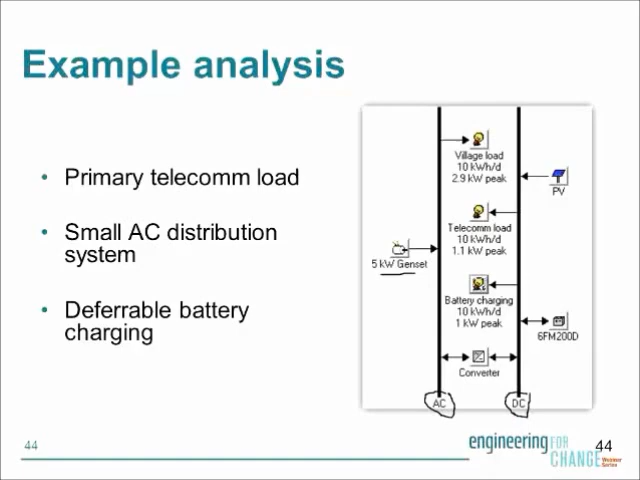 Example analysis
• Primary telecomm load
• Small AC distribution
system
• Deferrable battery
charging
Village load
10 kWh/d
2.9 kW peak
PV
Telecomm load
10 kWh/d
1.1 kW peak
5 kW Genset
Battery charging
10 kWh/d
1 kW peak
6FM200D
Converter
AC
DC
44
engineering FOR
CHANGE
Webinar
Series
44